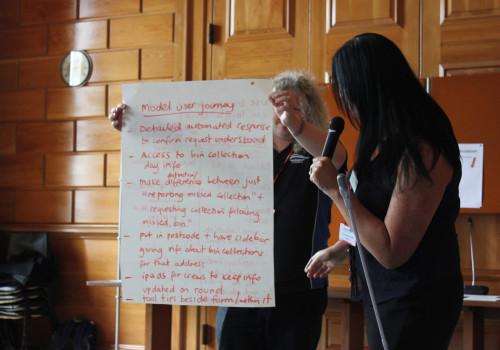 Model user journey
- Detailed automated response
to confirm request understood
- Access to bin collection
day info
definition/
- make difference between just
"reporting missed collection" +
"requesting collection following
missed bin."
- put in postcode + have sidebar
giving info about bin collections
for that address
- ipads for crews to keep info
updated on round
- tool tips beside form/within it